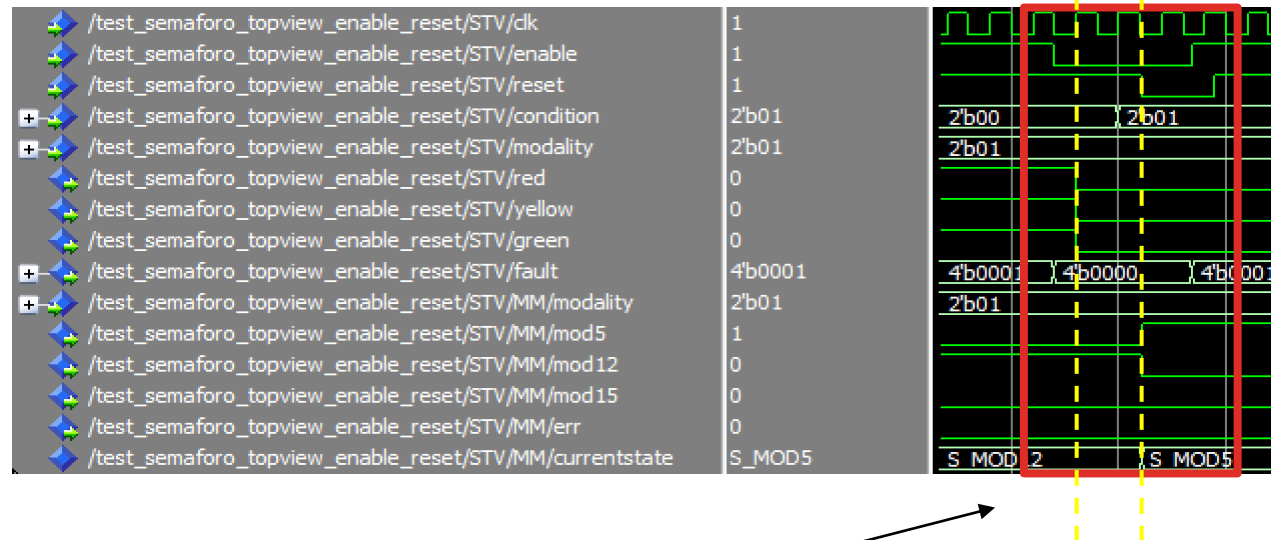 /test_semaforo_topview_enable_reset/STV/clk 1
/test_semaforo_topview_enable_reset/STV/enable 1
/test_semaforo_topview_enable_reset/STV/reset 1
/test_semaforo_topview_enable_reset/STV/condition 2'b01 2'b00 2'b01
/test_semaforo_topview_enable_reset/STV/modality 2'b01 2'b01
/test_semaforo_topview_enable_reset/STV/red 0
/test_semaforo_topview_enable_reset/STV/yellow 0
/test_semaforo_topview_enable_reset/STV/green 0
/test_semaforo_topview_enable_reset/STV/fault 4'b0001 4'b0001 4'b0000 4'b0001
/test_semaforo_topview_enable_reset/STV/MM/modality 2'b01 2'b01
/test_semaforo_topview_enable_reset/STV/MM/mod5 1
/test_semaforo_topview_enable_reset/STV/MM/mod12 0
/test_semaforo_topview_enable_reset/STV/MM/mod15 0
/test_semaforo_topview_enable_reset/STV/MM/err 0
/test_semaforo_topview_enable_reset/STV/MM/currentstate S_MOD5 S_MOD12 S_MOD5